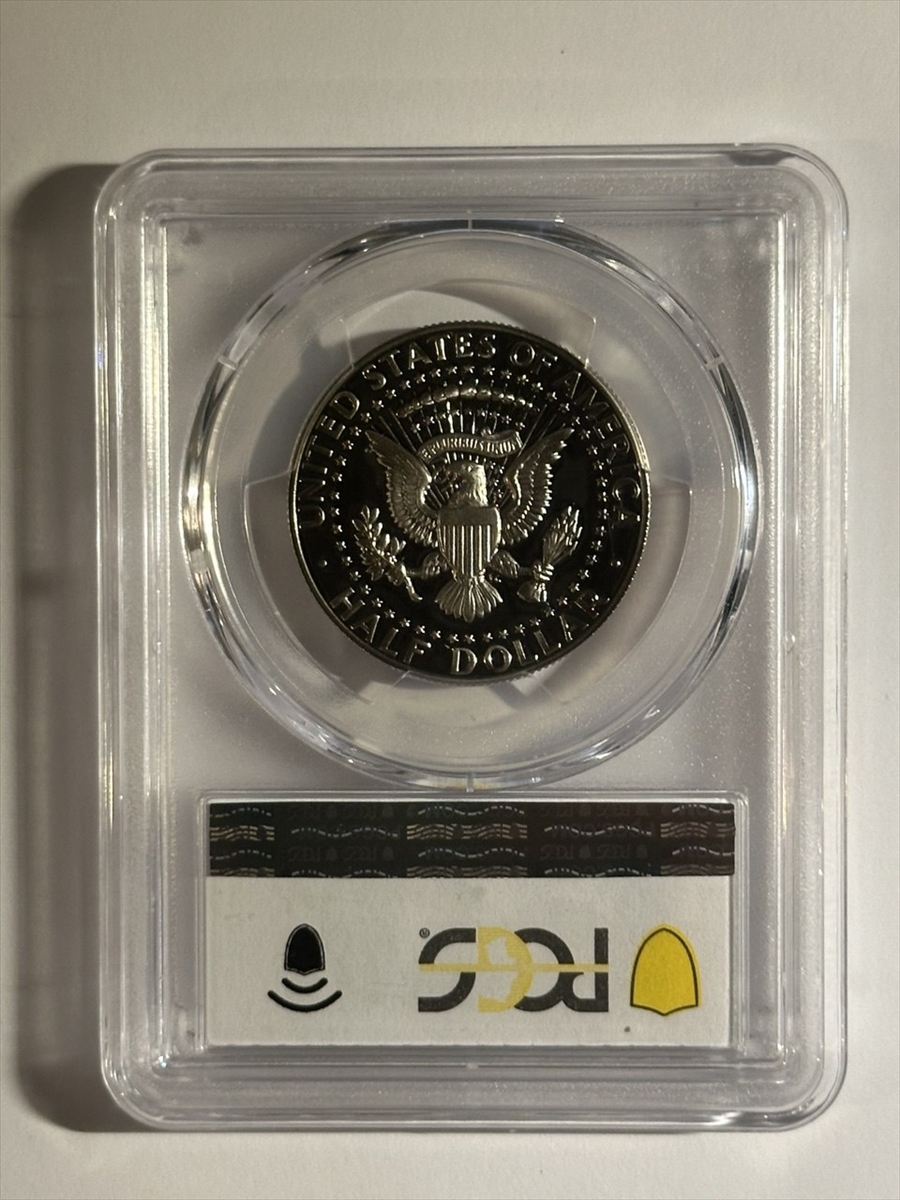 UNITED STATES OF AMERICA
E PLURIBUS UNUM
HALF DOLLAR
PCGS
®